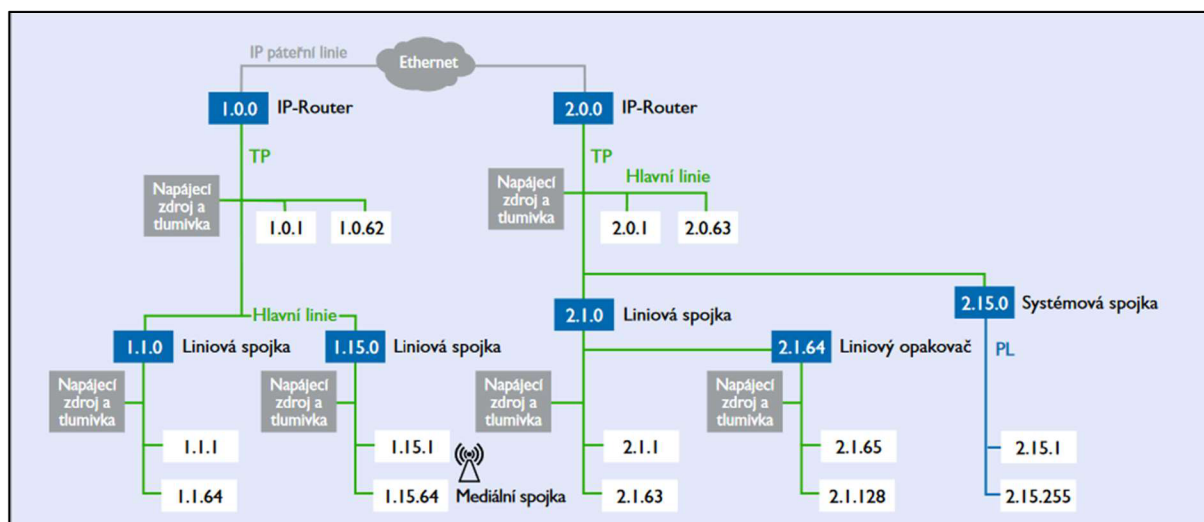 IP páteřní linie
Ethernet
1.0.0 IP-Router
2.0.0 IP-Router
TP
TP
Napájecí
zdroj a
tlumivka
1.0.1
1.0.62
Napájecí
zdroj a
tlumivka
Hlavní linie
2.0.1
2.0.63
Hlavní linie
1.1.0 Liniová spojka
1.15.0 Liniová spojka
2.1.0 Liniová spojka
2.15.0 Systémová spojka
2.1.64 Liniový opakovač
PL
Napájecí
zdroj a
tlumivka
Napájecí
zdroj a
tlumivka
Napájecí
zdroj a
tlumivka
Napájecí
zdroj a
tlumivka
1.1.1
1.15.1
2.1.1
2.1.65
2.15.1
1.1.64
1.15.64 Mediální spojka
2.1.63
2.1.128
2.15.255